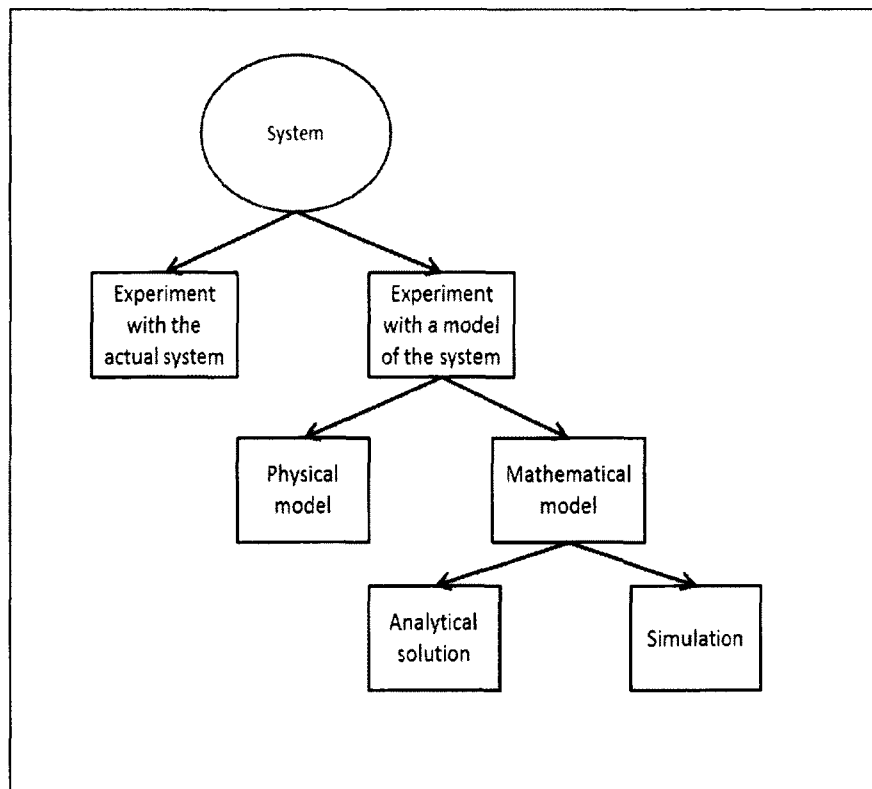 System
Experiment
with the
actual system
Experiment
with a model
of the system
Physical
model
Mathematical
model
Analytical
solution
Simulation